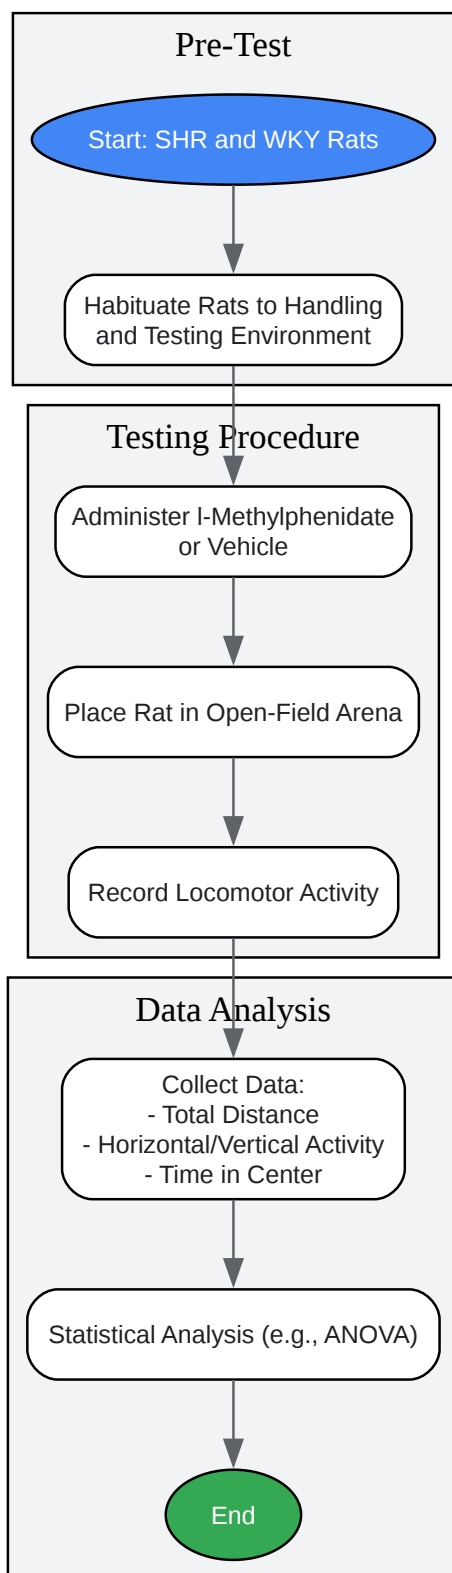 Pre-Test
Start: SHR and WKY Rats
Habituate Rats to Handling
and Testing Environment
Testing Procedure
Administer l-Methylphenidate
or Vehicle
Place Rat in Open-Field Arena
Record Locomotor Activity
Data Analysis
Collect Data:
- Total Distance
- Horizontal/Vertical Activity
- Time in Center
Statistical Analysis (e.g., ANOVA)
End